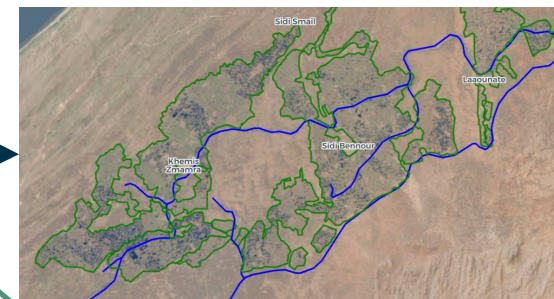 Sidi Smail
Laaounate
Sidi Bennour
Khemis
Zmamra